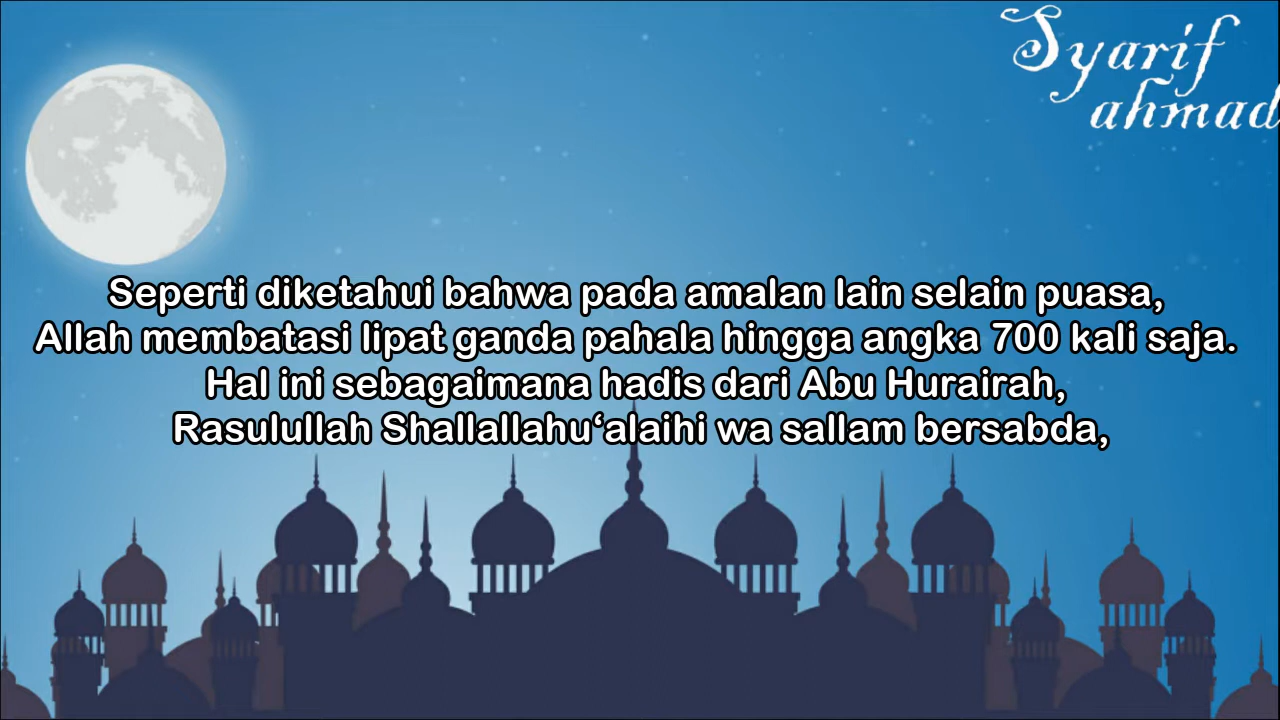 Syarif
ahmad
Seperti diketahui bahwa pada amalan lain selain puasa,
Allah membatasi lipat ganda pahala hingga angka 700 kali saja.
Hal ini sebagaimana hadis dari Abu Hurairah,
Rasulullah Shallallahu‘alaihi wa sallam bersabda,